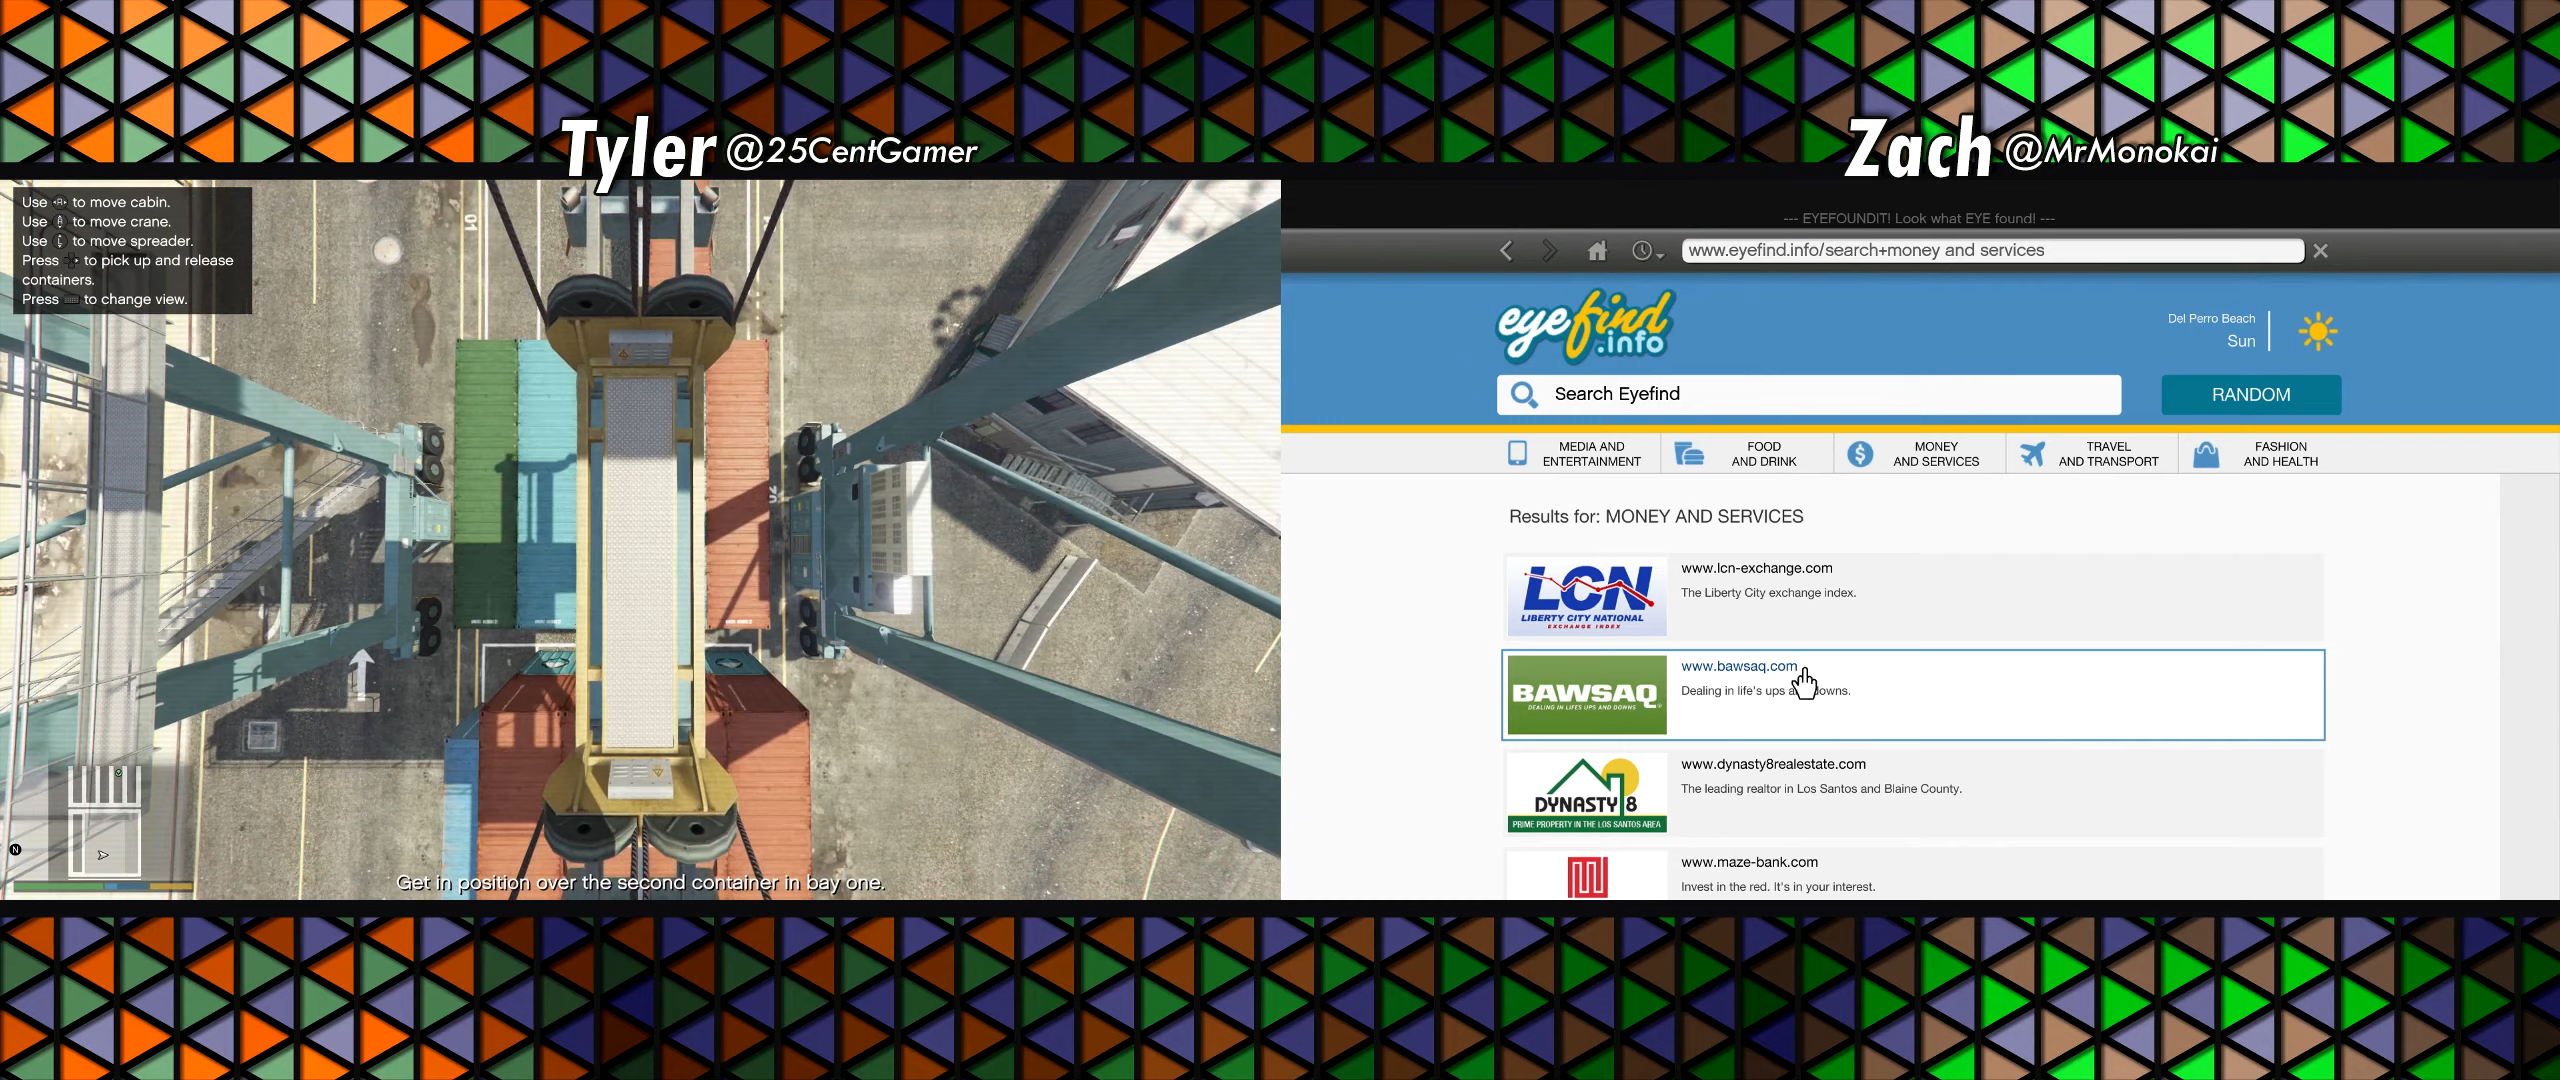 Tyler @25CentGamer
Zach @MrMonokai
Use to move cabin.
Use to move crane.
Use to move spreader.
Press to pick up and release
containers.
Press to change view.
01
N
Get in position over the second container in bay one.
--- EYEFOUNDIT! Look what EYE found! ---
www.eyefind.info/search+money and services
eyefind
.info
Del Perro Beach
Sun
Search Eyefind
RANDOM
MEDIA AND
ENTERTAINMENT
FOOD
AND DRINK
MONEY
AND SERVICES
TRAVEL
AND TRANSPORT
FASHION
AND HEALTH
Results for: MONEY AND SERVICES
LCN
LIBERTY CITY NATIONAL
EXCHANGE INDEX
www.lcn-exchange.com
The Liberty City exchange index.
BAWSAQ
DEALING IN LIFE'S UPS AND DOWNS
www.bawsaq.com
Dealing in life's ups a downs.
DYNASTY 8
PRIME PROPERTY IN THE LOS SANTOS AREA
www.dynasty8realestate.com
The leading realtor in Los Santos and Blaine County.
www.maze-bank.com
Invest in the red. It's in your interest.